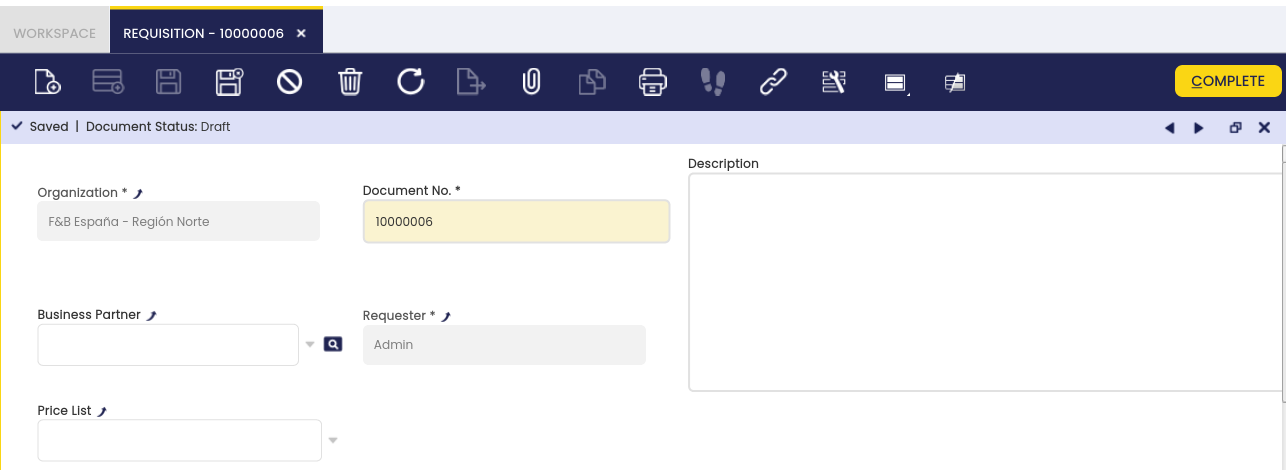 WORKSPACE
REQUISITION - 10000006
COMPLETE
Saved | Document Status: Draft
Description
Organization *
Document No. *
F&B España - Región Norte
10000006
Business Partner
Requester *
Admin
Price List